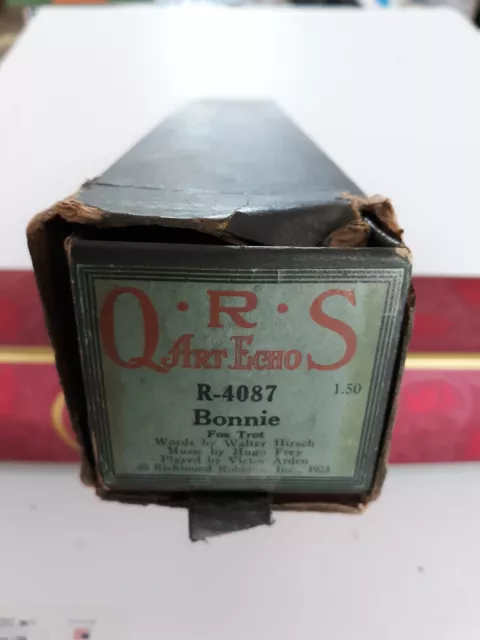 Q·R·S
®
ART ECHO
R-4087 1.50
Bonnie
Fox Trot
Words by Walter Hirsch
Music by Hugo Frey
Played by Victor Arden
© Richmond Robbins, Inc., 1923